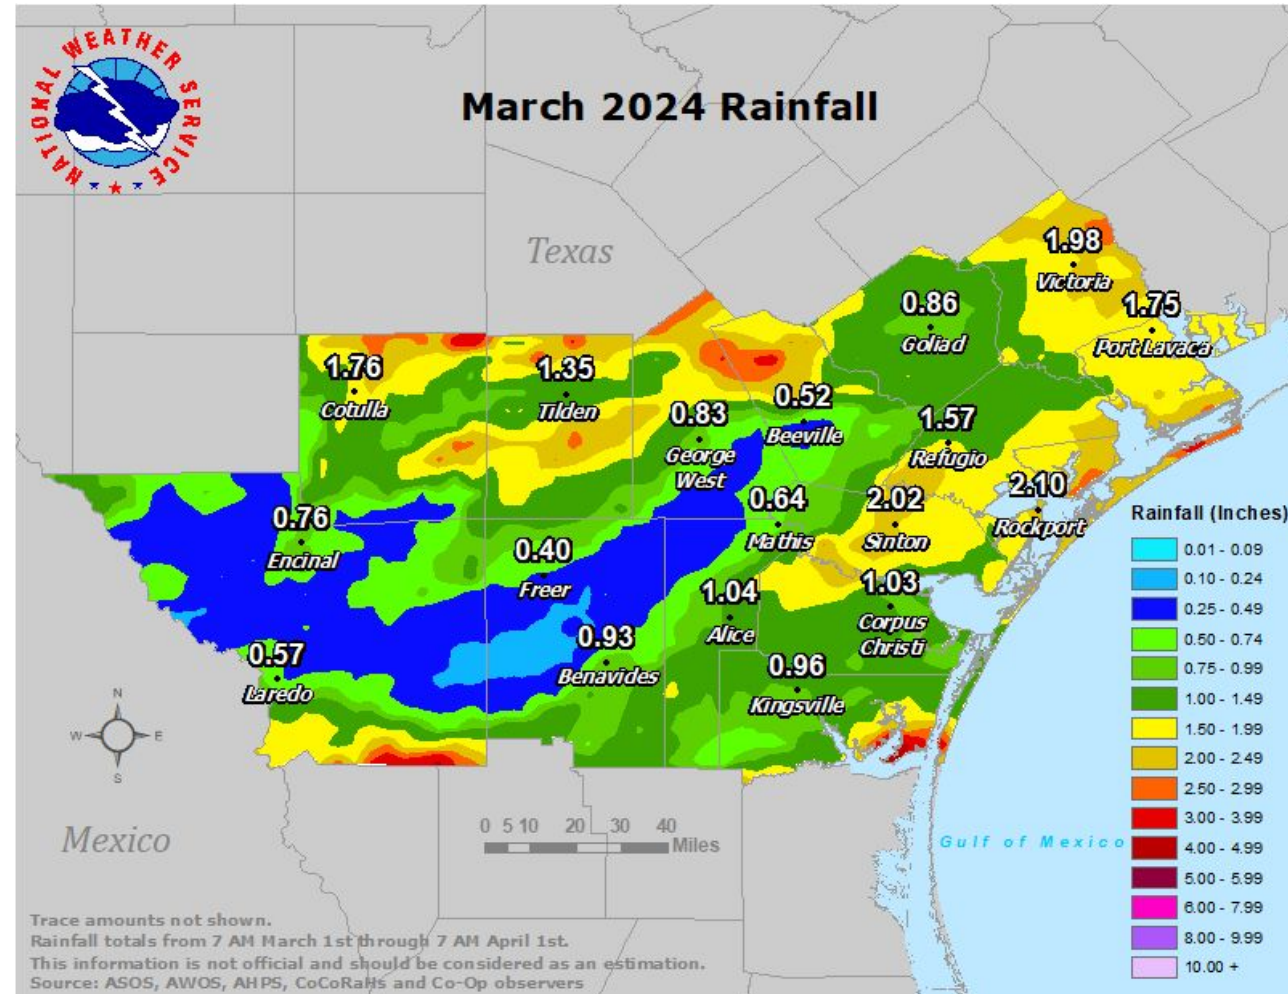 NATIONAL WEATHER SERVICE
March 2024 Rainfall
Texas
1.98
Victoria
0.86
Goliad
1.75
Port Lavaca
1.76
Cotulla
1.35
Tilden
0.83
George
West
0.52
Beeville
1.57
Refugio
0.76
Encinal
0.40
Freer
0.64
Mathis
2.02
Sinton
2.10
Rockport
1.04
Alice
1.03
Corpus
Christi
0.57
Laredo
0.93
Benavides
0.96
Kingsville
Rainfall (Inches)
0.01 - 0.09
0.10 - 0.24
0.25 - 0.49
0.50 - 0.74
0.75 - 0.99
1.00 - 1.49
1.50 - 1.99
2.00 - 2.49
2.50 - 2.99
3.00 - 3.99
4.00 - 4.99
5.00 - 5.99
6.00 - 7.99
8.00 - 9.99
10.00 +
N
W E
S
Mexico
0 5 10 20 30 40
Miles
Gulf of Mexico
Trace amounts not shown.
Rainfall totals from 7 AM March 1st through 7 AM April 1st.
This information is not official and should be considered as an estimation.
Source: ASOS, AWOS, AHPS, CoCoRaHs and Co-Op observers